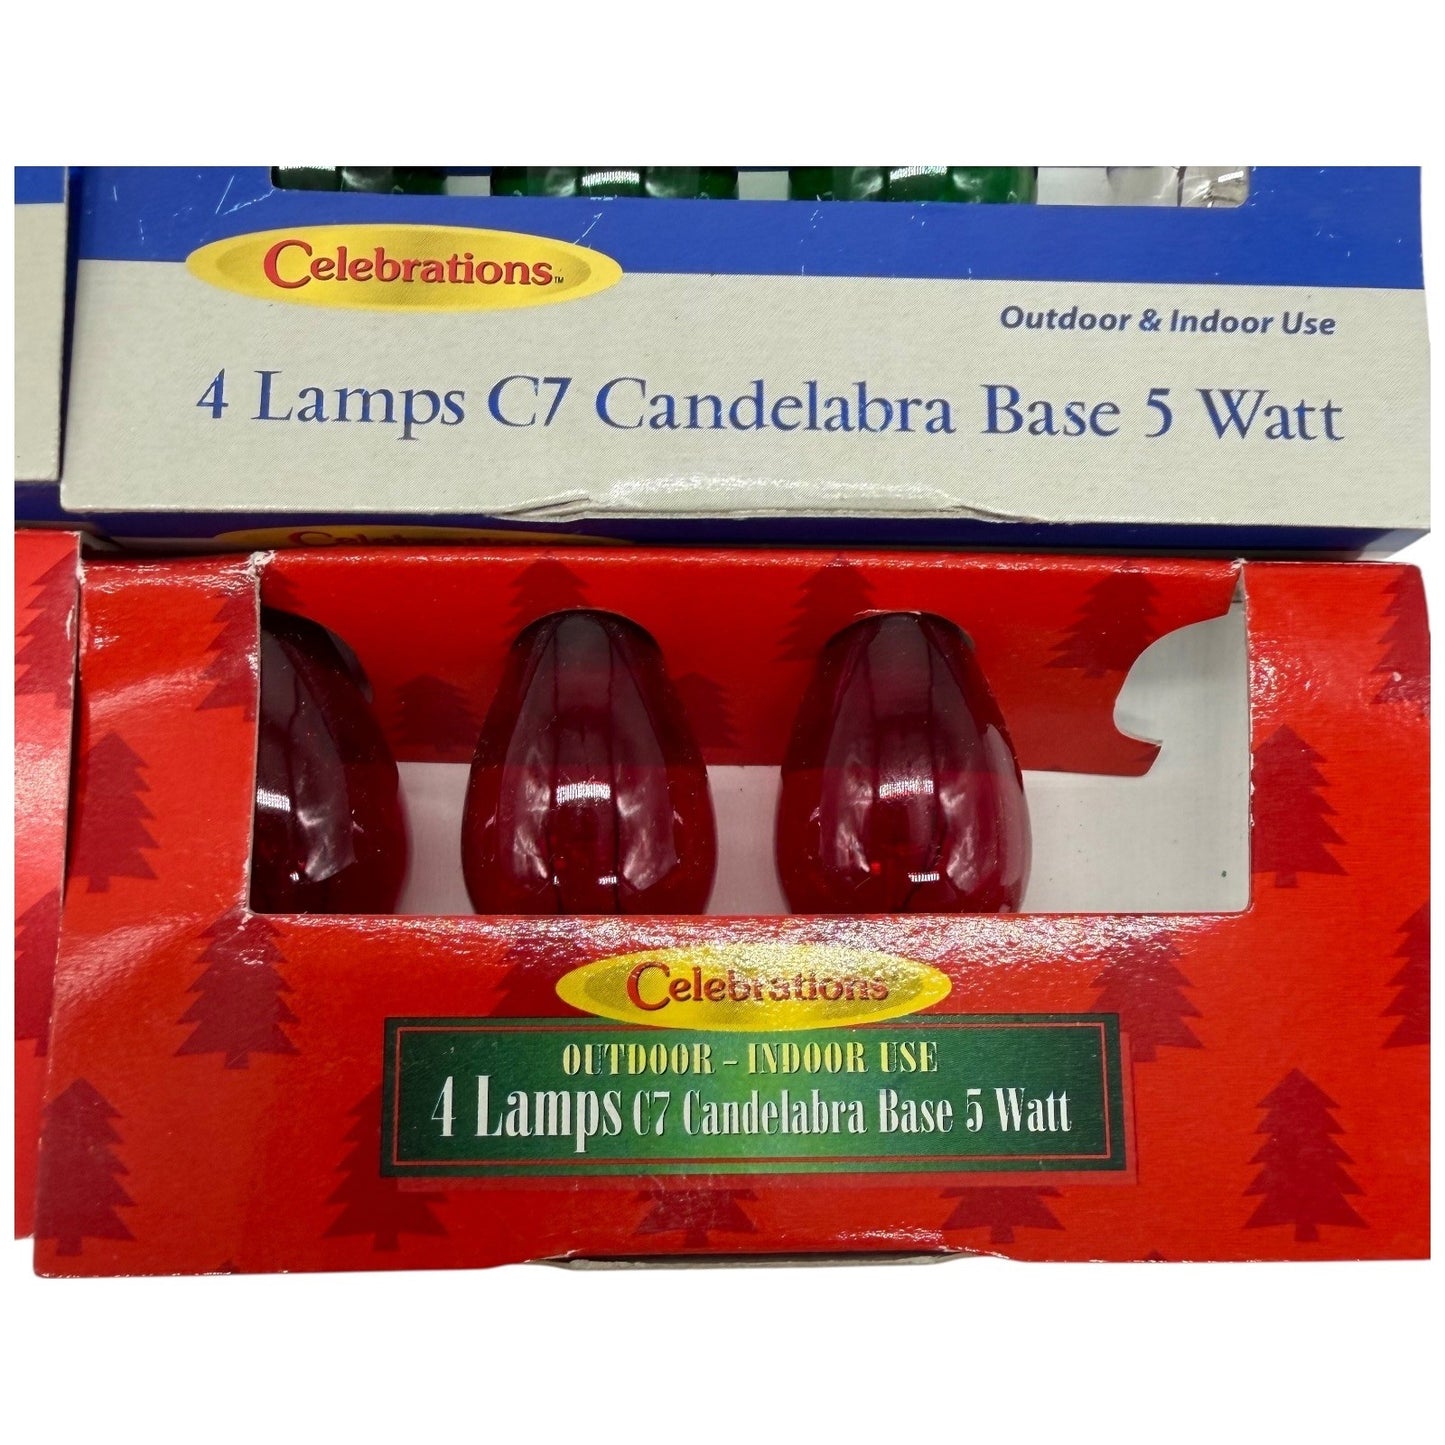 Celebrations™
Outdoor & Indoor Use
4 Lamps C7 Candelabra Base 5 Watt
Celebrations
Celebrations
OUTDOOR - INDOOR USE
4 Lamps C7 Candelabra Base 5 Watt